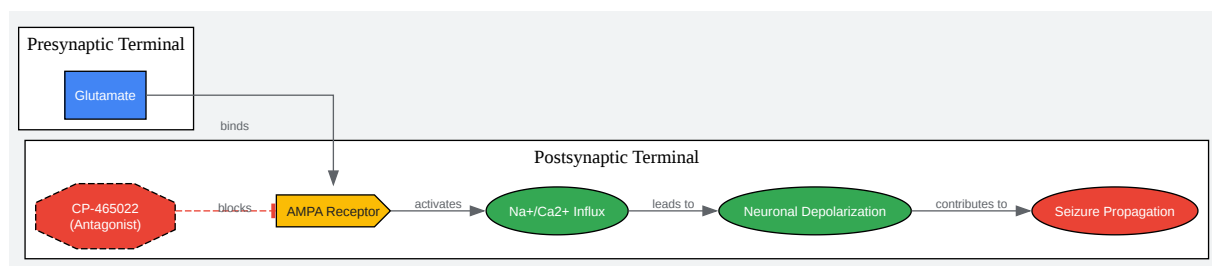 Presynaptic Terminal
Glutamate
binds
Postsynaptic Terminal
CP-465022
(Antagonist)
blocks
AMPA Receptor
activates
Na+/Ca2+ Influx
leads to
Neuronal Depolarization
contributes to
Seizure Propagation